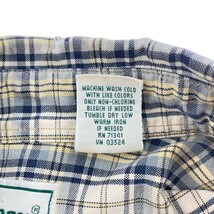 MACHINE WASH COLD
WITH LIKE COLORS
ONLY NON-CHLORINE
BLEACH IF NEEDED
TUMBLE DRY LOW
WARM IRON
IF NEEDED
RN 71341
VN 03524